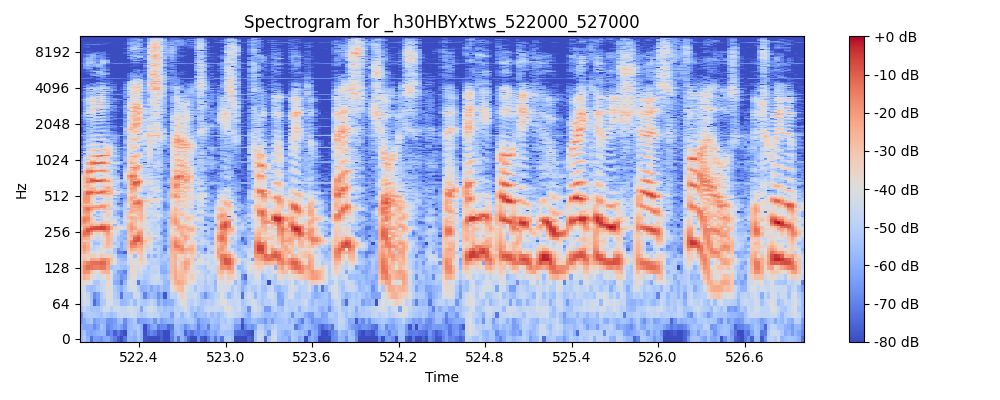 Spectrogram for _h30HBYxtws_522000_527000
8192
4096
2048
1024
512
256
128
64
0
Hz
522.4 523.0 523.6 524.2 524.8 525.4 526.0 526.6
Time
+0 dB
-10 dB
-20 dB
-30 dB
-40 dB
-50 dB
-60 dB
-70 dB
-80 dB